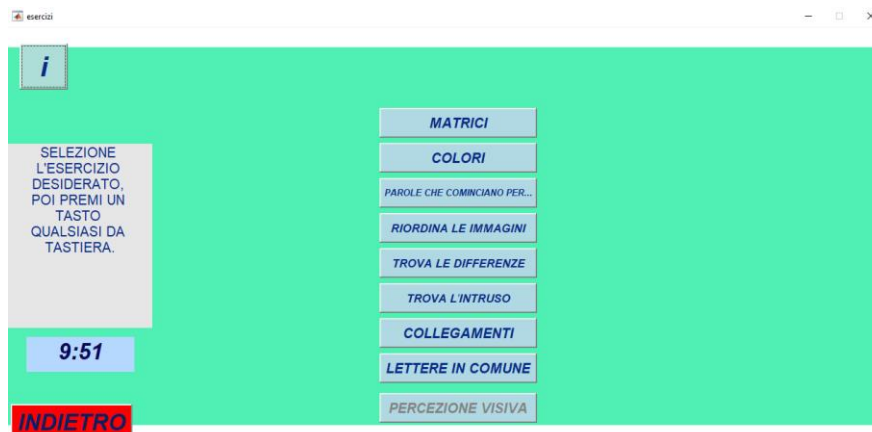 esercizi
i
SELEZIONE
L'ESERCIZIO
DESIDERATO,
POI PREMI UN
TASTO
QUALSIASI DA
TASTIERA.
9:51
INDIETRO
MATRICI
COLORI
PAROLE CHE COMINCIANO PER...
RIORDINA LE IMMAGINI
TROVA LE DIFFERENZE
TROVA L'INTRUSO
COLLEGAMENTI
LETTERE IN COMUNE
PERCEZIONE VISIVA